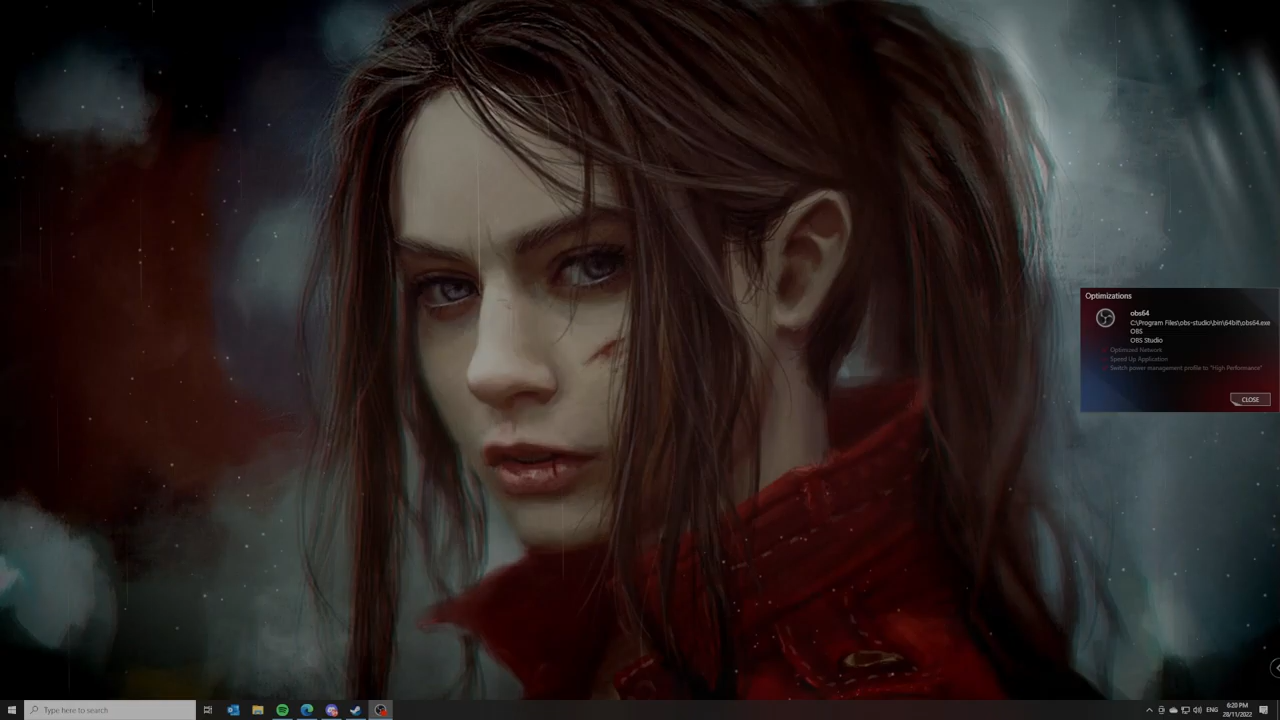 Optimizations
obs64
C:\Program Files\obs-studio\bin\64bit\obs64.exe
OBS
OBS Studio
Optimized Network
Speed Up Application
Switch power management profile to "High Performance"
CLOSE
Type here to search
ENG
6:20 PM
28/11/2022